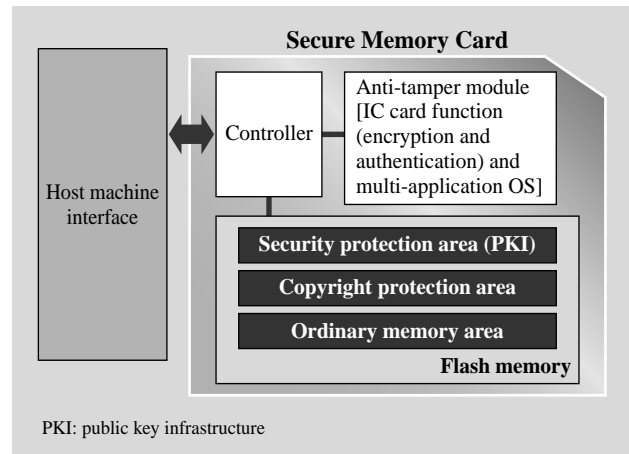 Secure Memory Card
Host machine
interface
Controller
Anti-tamper module
[IC card function
(encryption and
authentication) and
multi-application OS]
Security protection area (PKI)
Copyright protection area
Ordinary memory area
Flash memory
PKI: public key infrastructure